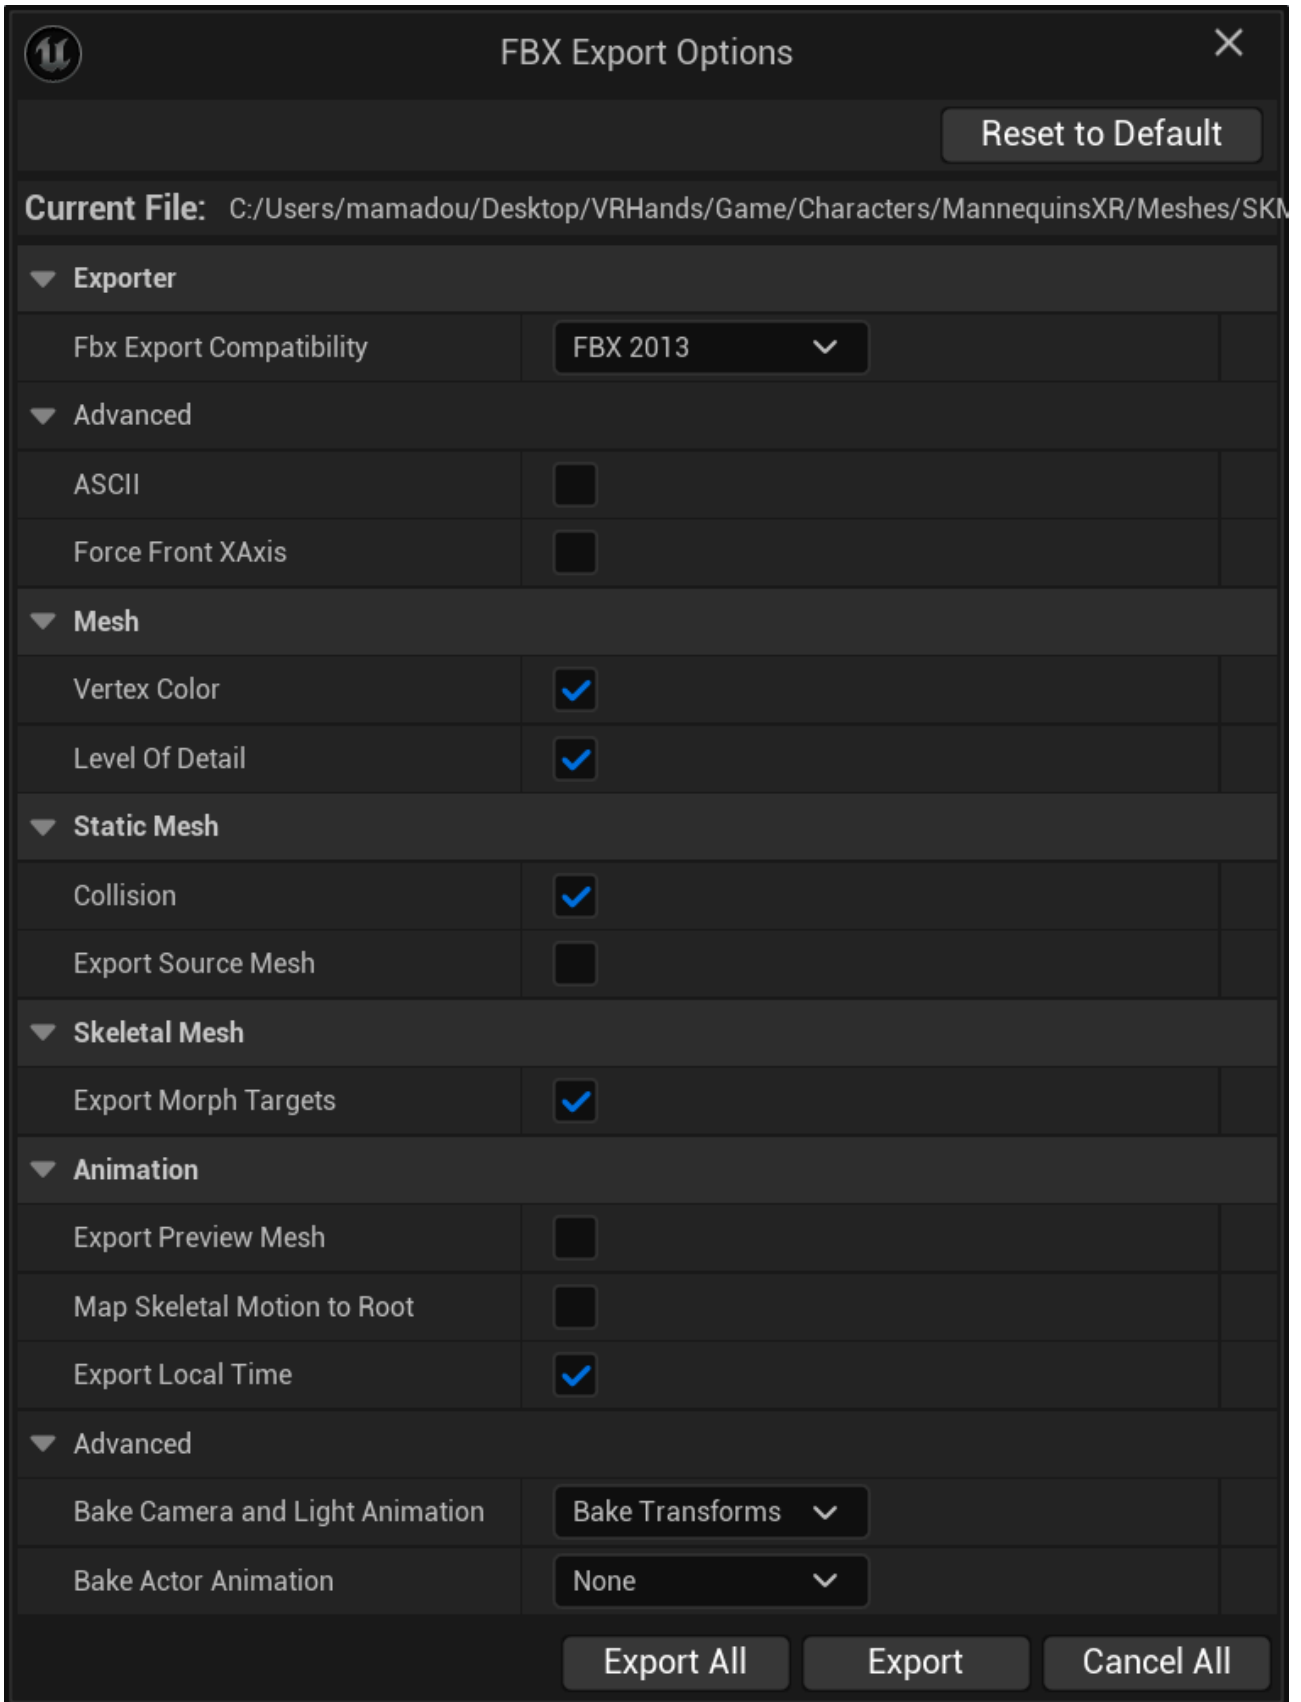 FBX Export Options
Reset to Default
Current File: C:/Users/mamadou/Desktop/VRHands/Game/Characters/MannequinsXR/Meshes/SKM
Exporter
Fbx Export Compatibility FBX 2013
Advanced
ASCII
Force Front XAxis
Mesh
Vertex Color
Level Of Detail
Static Mesh
Collision
Export Source Mesh
Skeletal Mesh
Export Morph Targets
Animation
Export Preview Mesh
Map Skeletal Motion to Root
Export Local Time
Advanced
Bake Camera and Light Animation Bake Transforms
Bake Actor Animation None
Export All Export Cancel All